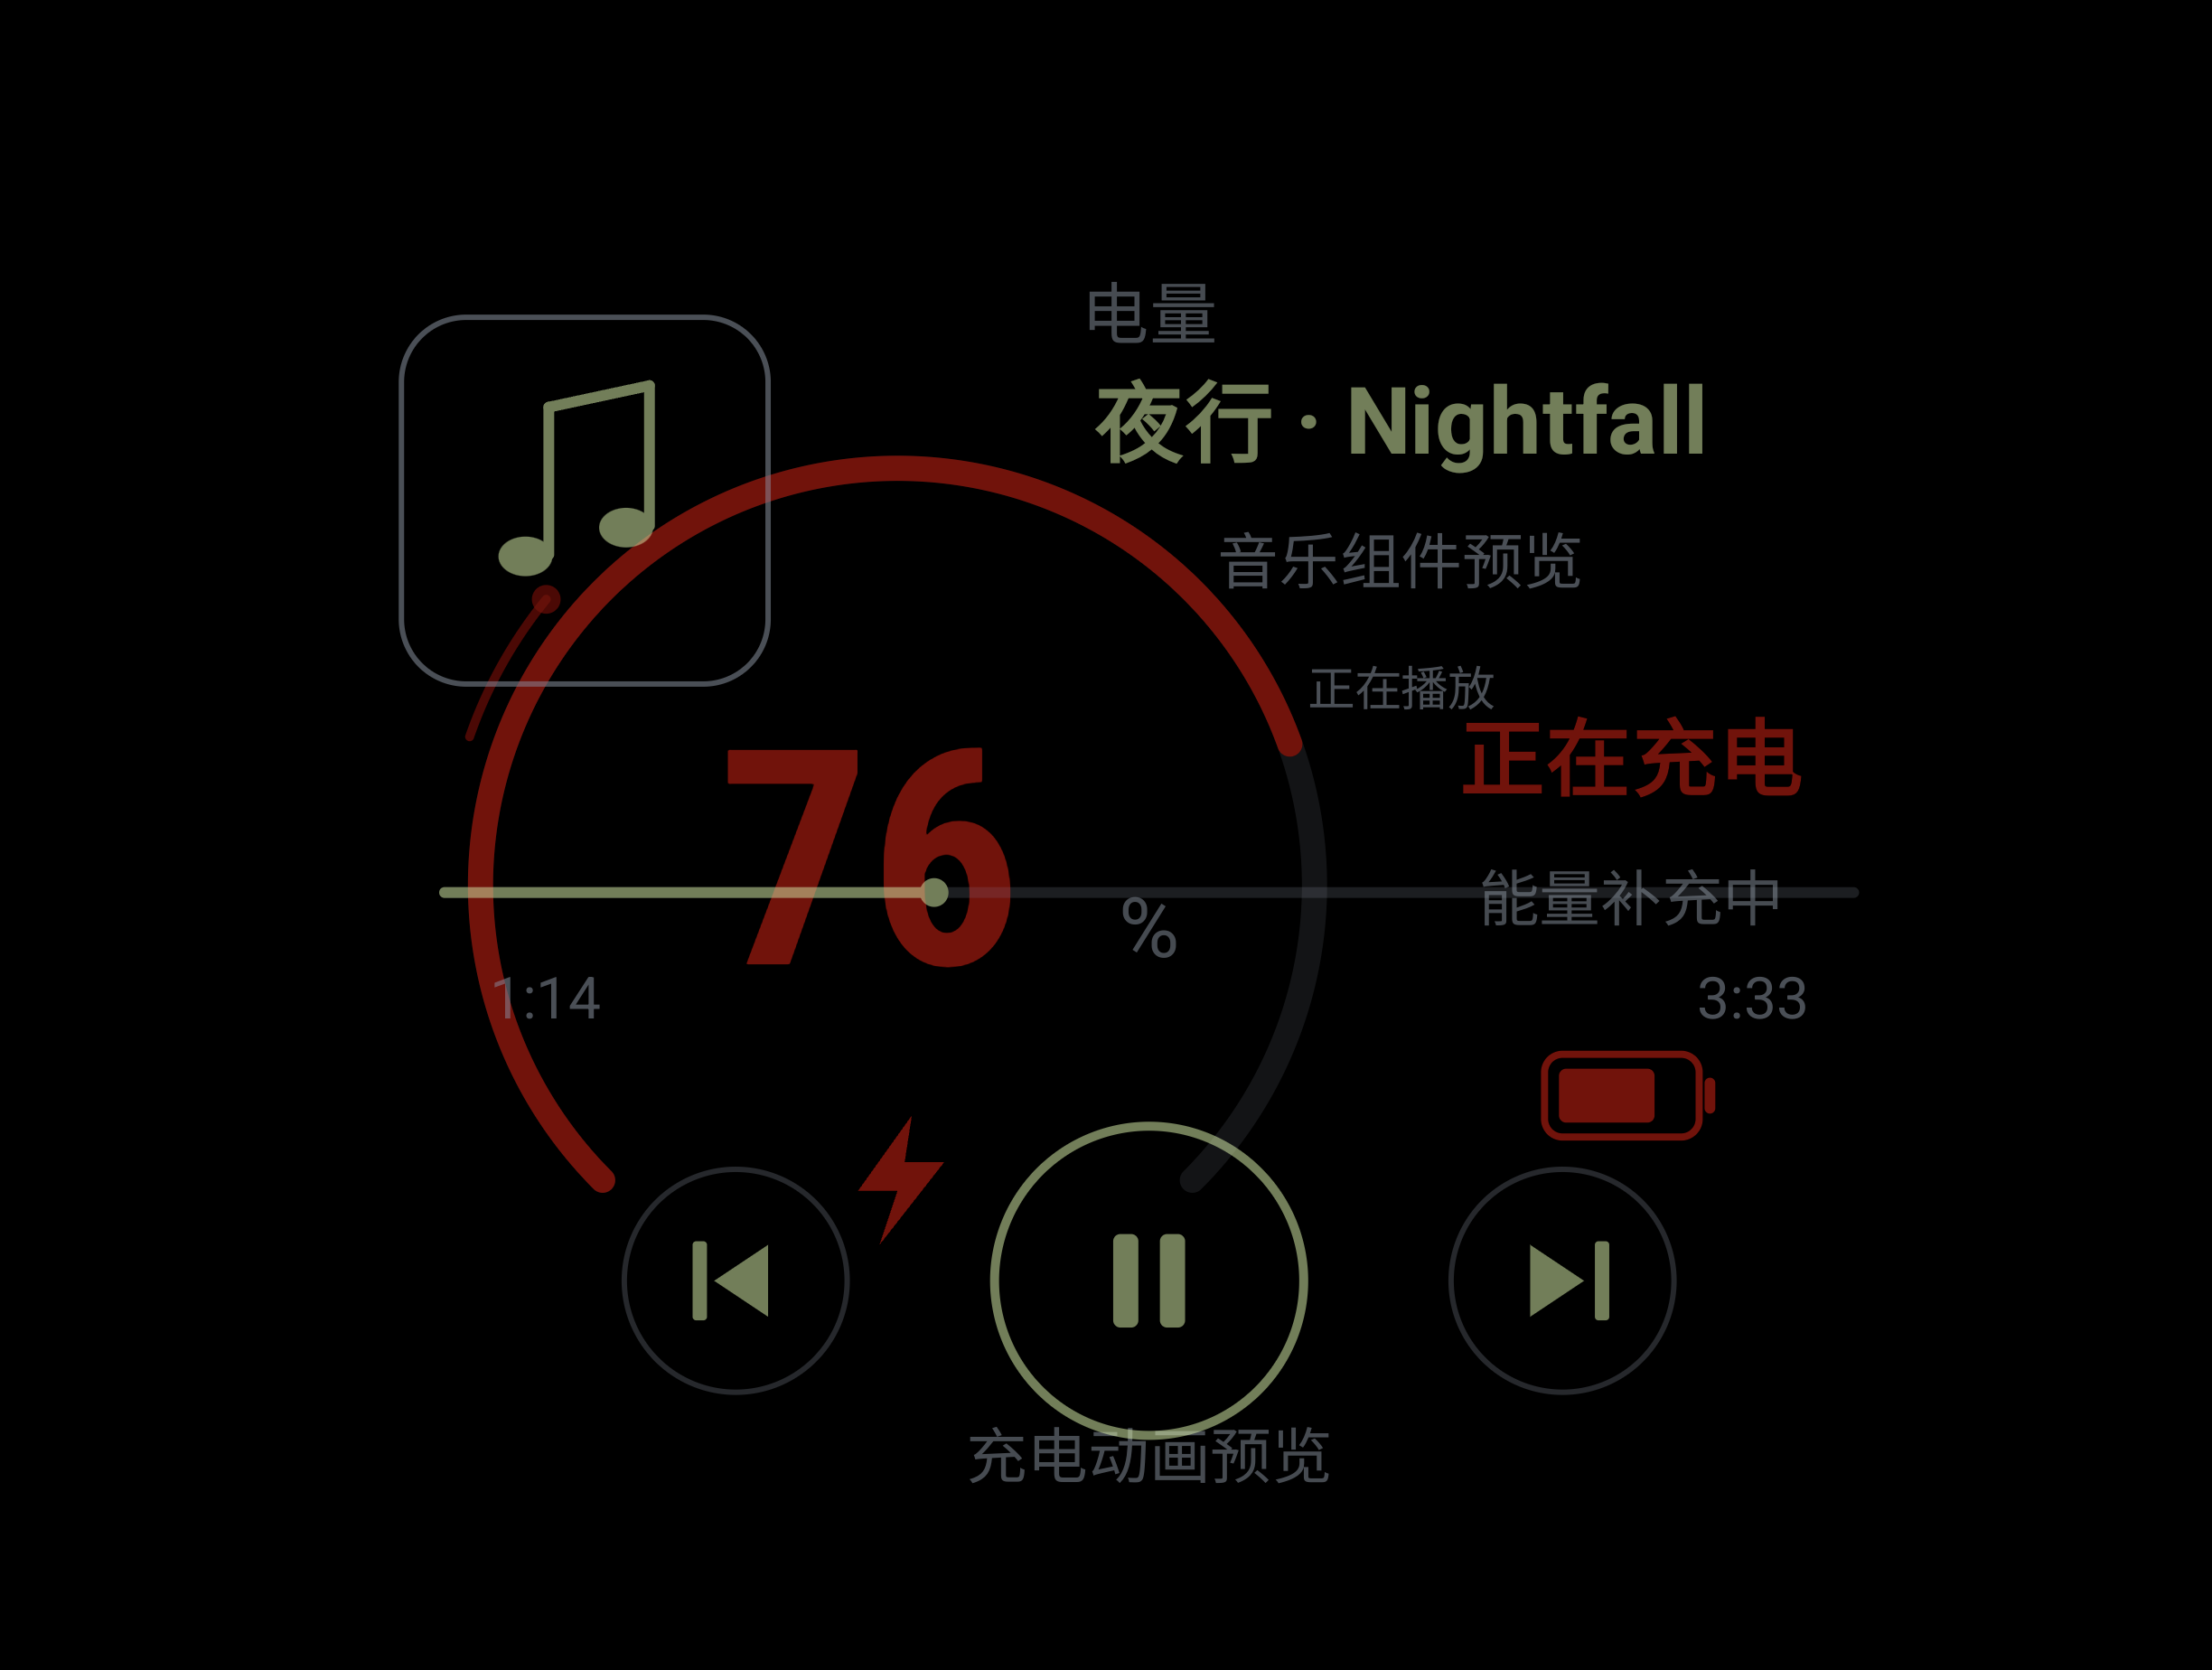 电量
夜行 · Nightfall
音乐组件预览
正在播放
正在充电
76
%
能量补充中
1:14
3:33
充电动画预览